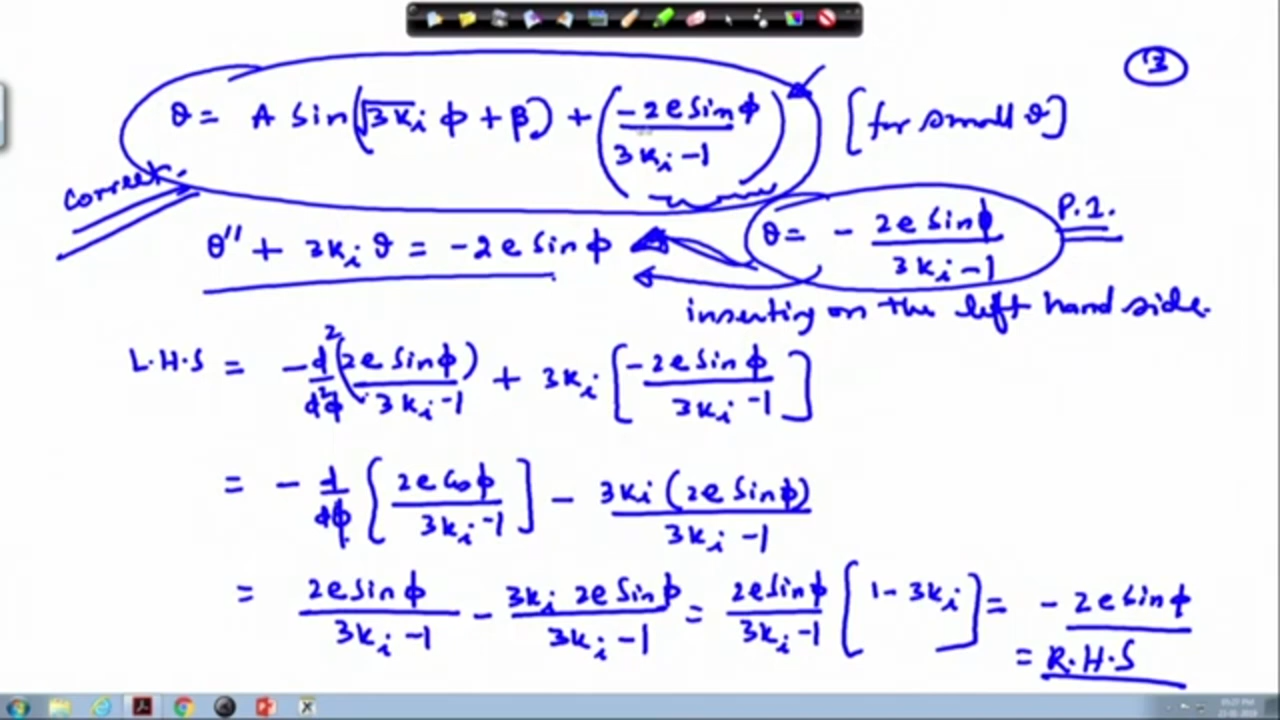 3
θ = A sin(√3kᵢ φ + β) + (-2e sinφ / 3kᵢ-1) [for small θ]
correct.
θ'' + 3kᵢ θ = -2e sinφ
θ = - 2e sinφ / 3kᵢ-1 P.I.
inserting on the left hand side.
L.H.S = -d²/d²φ (2e sinφ / 3kᵢ-1) + 3kᵢ [-2e sinφ / 3kᵢ-1]
= - d/dφ [2e cosφ / 3kᵢ-1] - 3ki (2e sinφ) / 3kᵢ-1
= 2e sinφ / 3kᵢ-1 - 3kᵢ 2e sinφ / 3kᵢ-1 = 2e sinφ / 3kᵢ-1 [1-3kᵢ] = -2e sinφ
= R.H.S